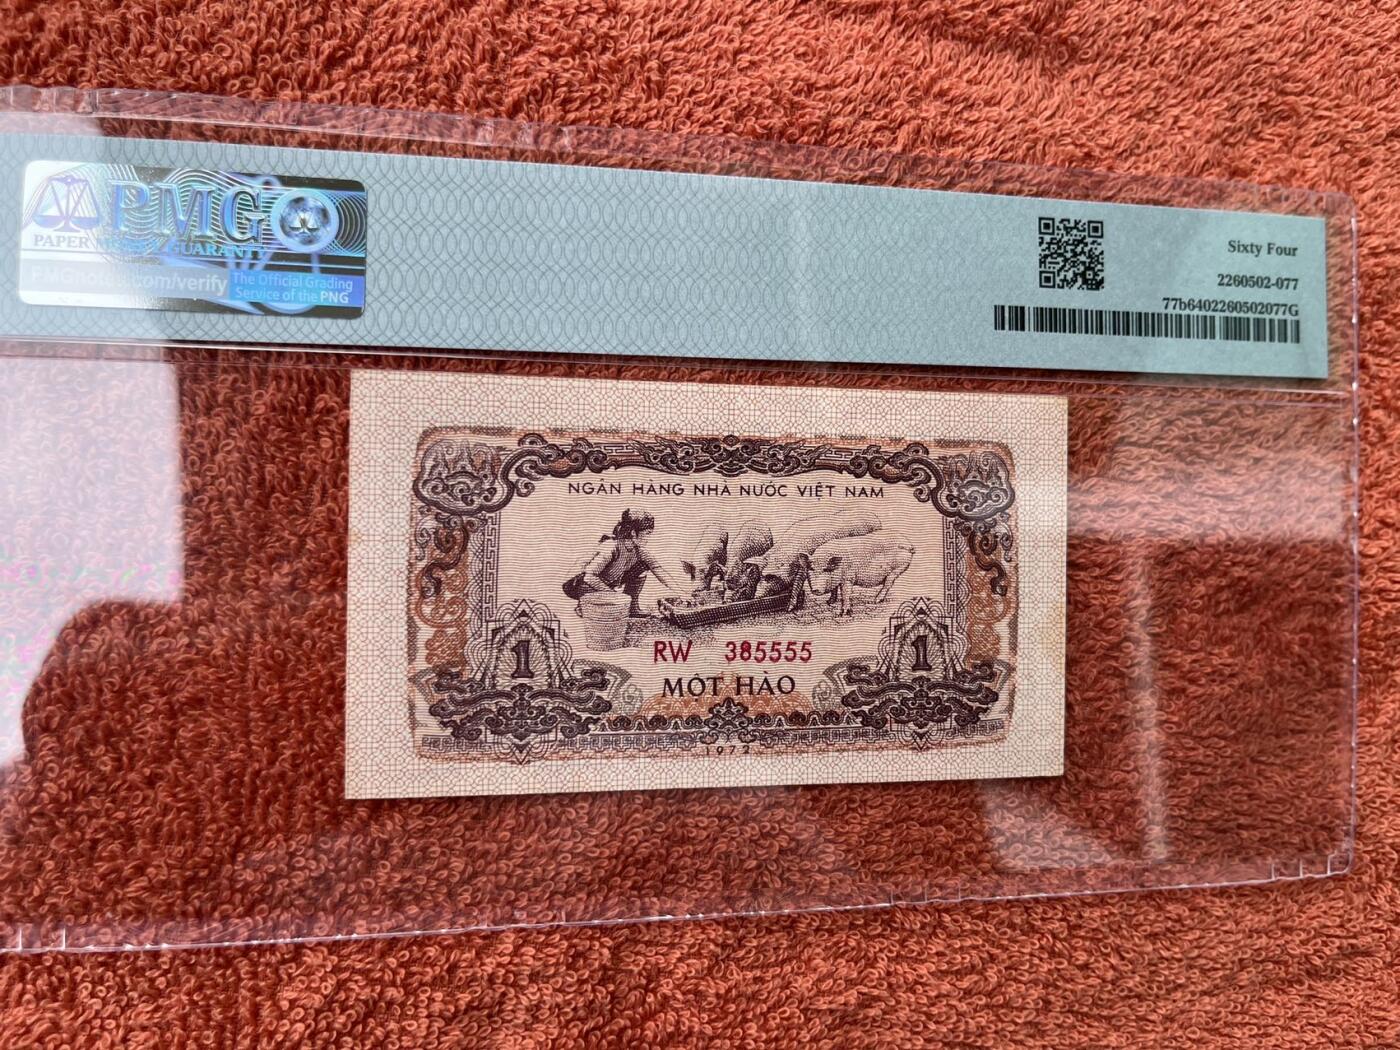 PMG
PAPER MONEY GUARANTY
PMGnotes.com/verify
The Official Grading
Service of the PNG
Sixty Four
2260502-077
77b6402260502077G
NGÂN HÀNG NHÀ NƯỚC VIỆT NAM
1
1
RW 385555
MỘT HÀO
1972